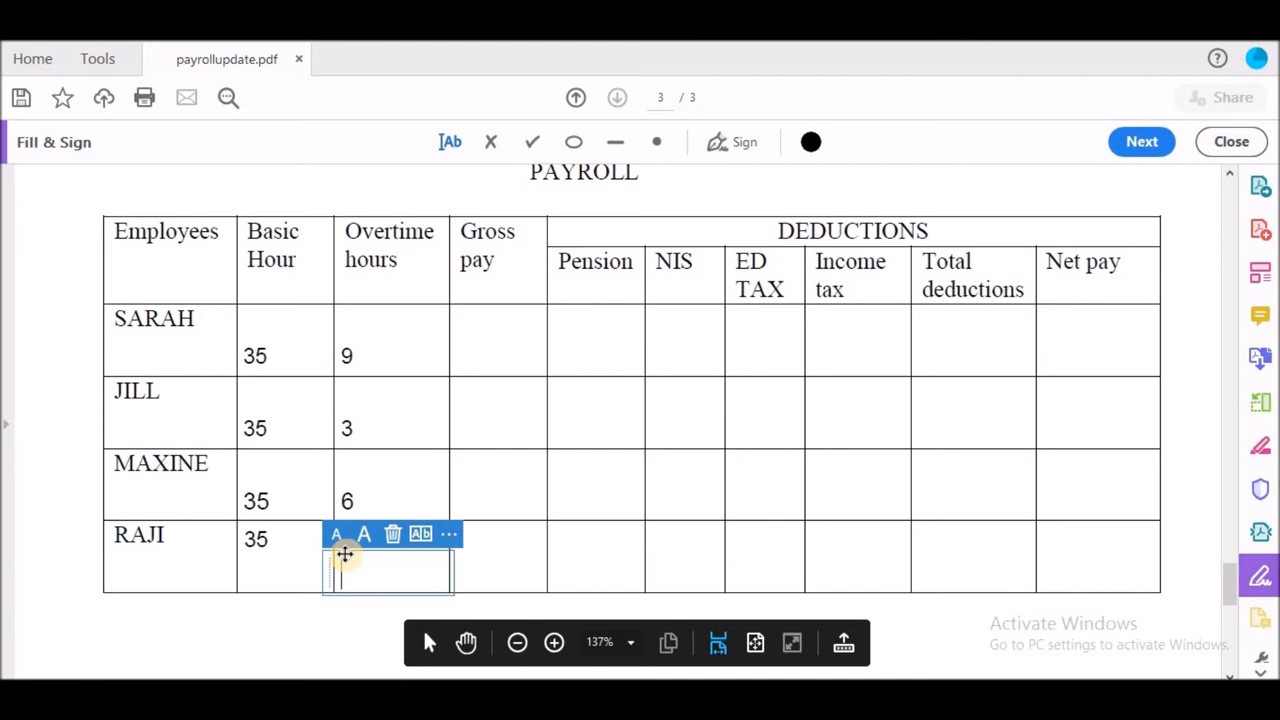 Home Tools payrollupdate.pdf ×
3 / 3 Share
Fill & Sign Ab Sign Next Close
PAYROLL
Employees Basic Overtime Gross DEDUCTIONS
Hour hours pay Pension NIS ED Income Total Net pay
TAX tax deductions
SARAH
35 9
JILL
35 3
MAXINE
35 6
RAJI 35 A A Ab ...
Activate Windows
Go to PC settings to activate Windows.
137%